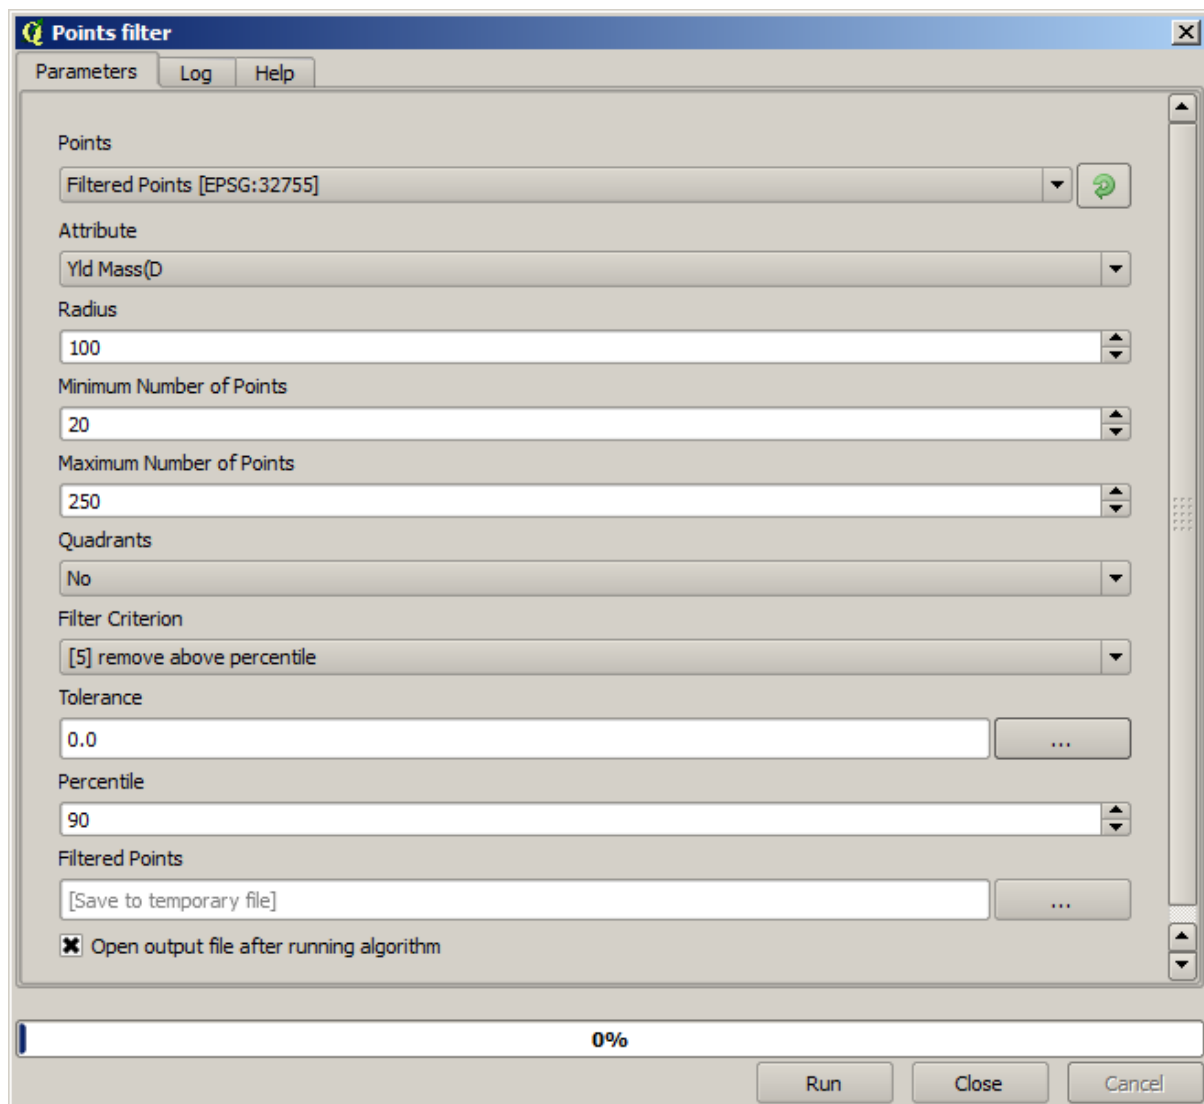 Points filter
Parameters Log Help
Points
Filtered Points [EPSG:32755]
Attribute
Yld Mass(D
Radius
100
Minimum Number of Points
20
Maximum Number of Points
250
Quadrants
No
Filter Criterion
[5] remove above percentile
Tolerance
0.0 ...
Percentile
90
Filtered Points
[Save to temporary file] ...
Open output file after running algorithm
0%
Run Close Cancel